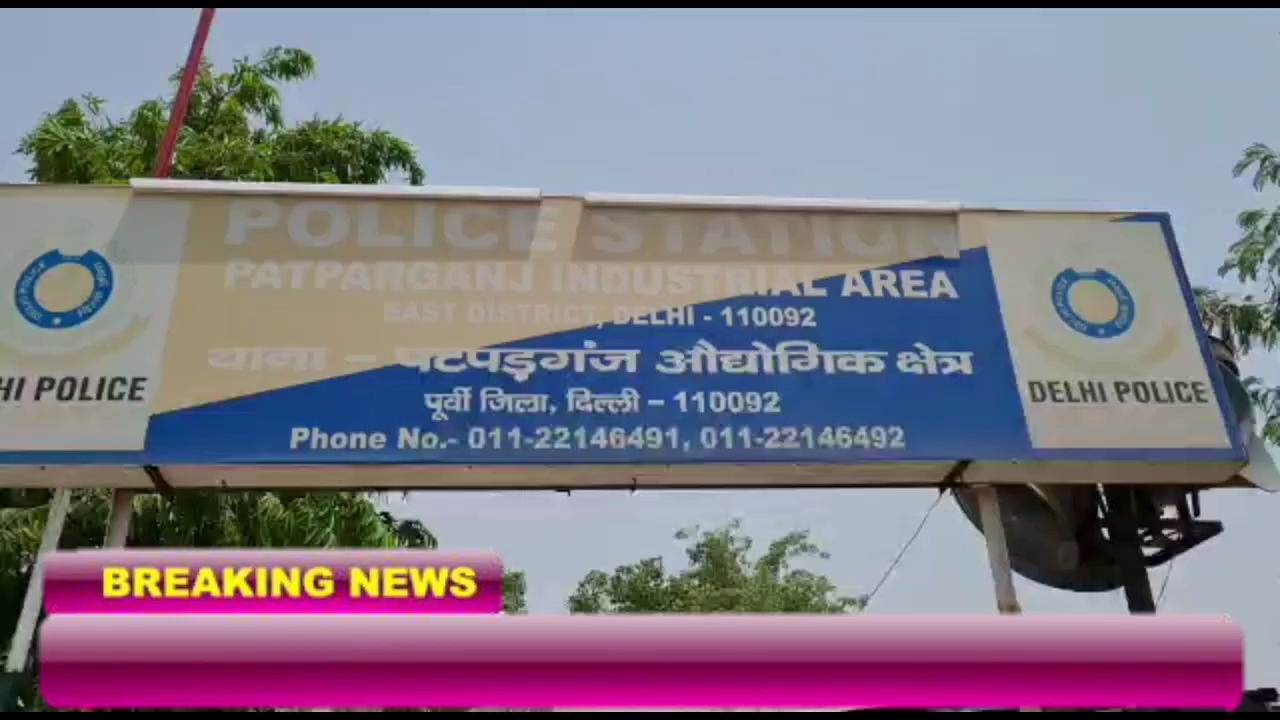 POLICE STATION
PATPARGANJ INDUSTRIAL AREA
EAST DISTRICT, DELHI - 110092
थाना – पटपड़गंज औद्योगिक क्षेत्र
पूर्वी जिला, दिल्ली – 110092
Phone No.- 011-22146491, 011-22146492
HI POLICE
DELHI POLICE
BREAKING NEWS